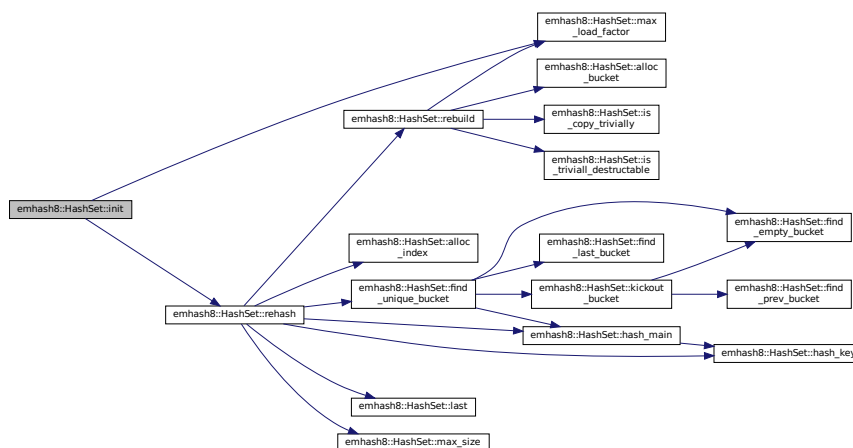 emhash8::HashSet::init
emhash8::HashSet::max
_load_factor
emhash8::HashSet::rebuild
emhash8::HashSet::alloc
_bucket
emhash8::HashSet::is
_copy_trivially
emhash8::HashSet::is
_triviall_destructable
emhash8::HashSet::rehash
emhash8::HashSet::alloc
_index
emhash8::HashSet::find
_unique_bucket
emhash8::HashSet::find
_last_bucket
emhash8::HashSet::kickout
_bucket
emhash8::HashSet::find
_empty_bucket
emhash8::HashSet::find
_prev_bucket
emhash8::HashSet::hash_main
emhash8::HashSet::hash_key
emhash8::HashSet::last
emhash8::HashSet::max_size